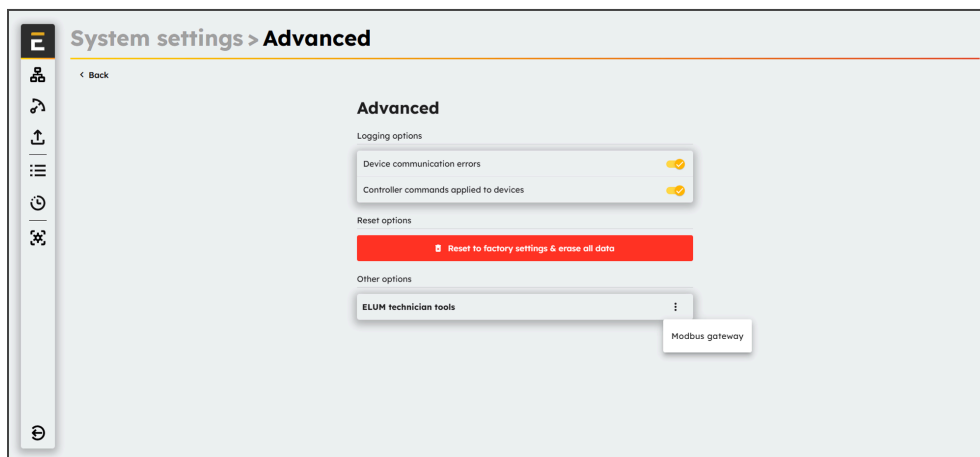 System settings > Advanced
< Back
Advanced
Logging options
Device communication errors
Controller commands applied to devices
Reset options
Reset to factory settings & erase all data
Other options
ELUM technician tools
Modbus gateway